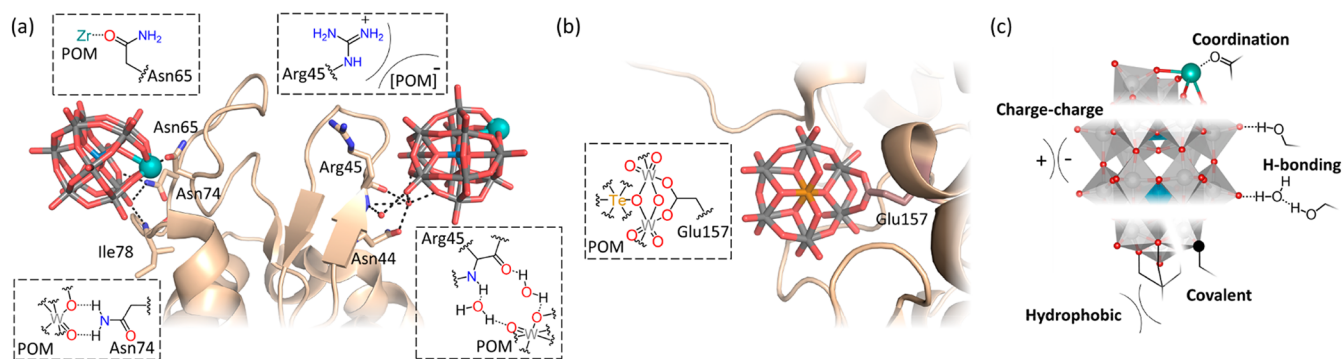 (a)
Zr
O
NH₂
POM
Asn65
+
H₂N
NH₂
NH
Arg45
[POM]⁻
Asn65
Asn74
Ile78
Arg45
Asn44
O
H
W
N
O
H
O
POM
Asn74
Arg45
O
N
H
H
O
H
H
O
H
H
O
O
W
POM
(b)
O
W
O
O
Te
O
O
W
O
O
O
Glu157
POM
Glu157
(c)
Coordination
O
Charge-charge
+
-
H-O
H-bonding
H
H-O
H-O
Covalent
Hydrophobic